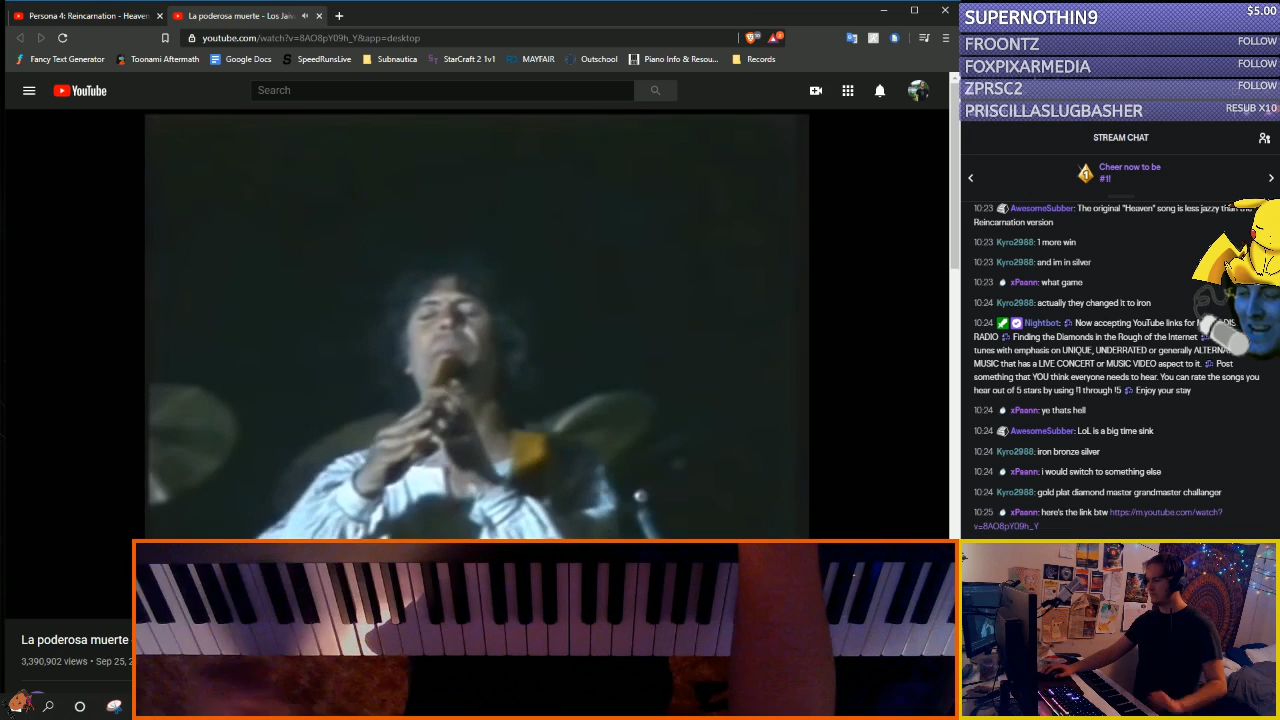 Persona 4: Reincarnation - Heaven
La poderosa muerte - Los Jai
youtube.com/watch?v=8AO8pY09h_Y&app=desktop
Fancy Text Generator
Toonami Aftermath
Google Docs
SpeedRunsLive
Subnautica
StarCraft 2 1v1
MAYFAIR
Outschool
Piano Info & Resou...
Records
YouTube
Search
La poderosa muerte
3,390,902 views • Sep 25, 2
$5.00
SUPERNOTHIN9
FROONTZ FOLLOW
FOXPIXARMEDIA FOLLOW
ZPRSC2 FOLLOW
PRISCILLASLUGBASHER RESUB X10
STREAM CHAT
Cheer now to be
#1!
10:23 AwesomeSubber: The original "Heaven" song is less jazzy than the
Reincarnation version
10:23 Kyro2988: 1 more win
10:23 Kyro2988: and im in silver
10:23 xPeann: what game
10:24 Kyro2988: actually they changed it to iron
10:24 Nightbot: Now accepting YouTube links for
RADIO Finding the Diamonds in the Rough of the Internet
tunes with emphasis on UNIQUE, UNDERRATED or generally
MUSIC that has a LIVE CONCERT or MUSIC VIDEO aspect to it. Post
something that YOU think everyone needs to hear. You can rate the songs you
hear out of 5 stars by using !1 through !5 Enjoy your stay
10:24 xPeann: ye thats hell
10:24 AwesomeSubber: LoL is a big time sink
10:24 Kyro2988: iron bronze silver
10:24 xPeann: i would switch to something else
10:24 Kyro2988: gold plat diamond master grandmaster challanger
10:25 xPeann: here's the link btw https://m.youtube.com/watch?
v=8AO8pY09h_Y